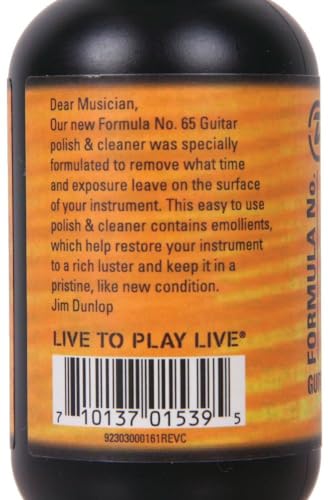 Dear Musician,
Our new Formula No. 65 Guitar
polish & cleaner was specially
formulated to remove what time
and exposure leave on the surface
of your instrument. This easy to use
polish & cleaner contains emollients,
which help restore your instrument
to a rich luster and keep it in a
pristine, like new condition.
Jim Dunlop
LIVE TO PLAY LIVE®
7 10137 01539 5
92303000161REVC
FORMULA No.